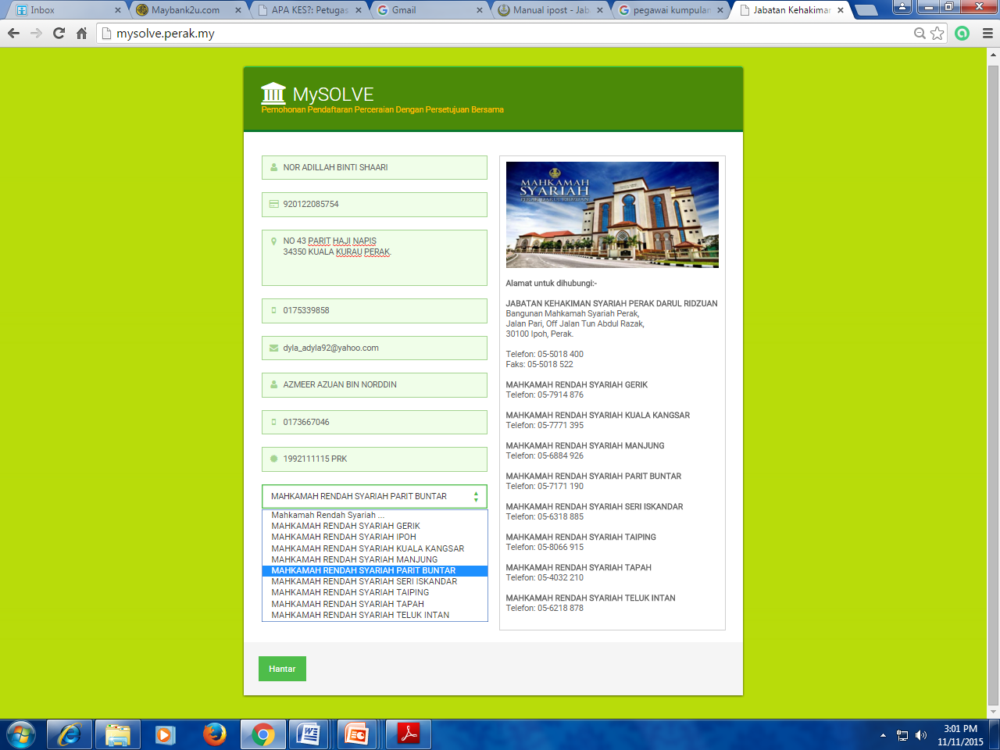 Inbox
Maybank2u.com
APA KES?: Petugas
Gmail
Manual ipost - Jab
pegawai kumpulan
Jabatan Kehakiman
mysolve.perak.my
MySOLVE
Permohonan Pendaftaran Perceraian Dengan Persetujuan Bersama
NOR ADILLAH BINTI SHAARI
920122085754
NO 43 PARIT HAJI NAPIS
34350 KUALA KURAU PERAK.
0175339858
dyla_adyla92@yahoo.com
AZMEER AZUAN BIN NORDDIN
0173667046
1992111115 PRK
MAHKAMAH RENDAH SYARIAH PARIT BUNTAR
Mahkamah Rendah Syariah ...
MAHKAMAH RENDAH SYARIAH GERIK
MAHKAMAH RENDAH SYARIAH IPOH
MAHKAMAH RENDAH SYARIAH KUALA KANGSAR
MAHKAMAH RENDAH SYARIAH MANJUNG
MAHKAMAH RENDAH SYARIAH PARIT BUNTAR
MAHKAMAH RENDAH SYARIAH SERI ISKANDAR
MAHKAMAH RENDAH SYARIAH TAIPING
MAHKAMAH RENDAH SYARIAH TAPAH
MAHKAMAH RENDAH SYARIAH TELUK INTAN
MAHKAMAH
SYARIAH
PERAK DARUL RIDZUAN
Alamat untuk dihubungi:-
JABATAN KEHAKIMAN SYARIAH PERAK DARUL RIDZUAN
Bangunan Mahkamah Syariah Perak,
Jalan Pari, Off Jalan Tun Abdul Razak,
30100 Ipoh, Perak.
Telefon: 05-5018 400
Faks: 05-5018 522
MAHKAMAH RENDAH SYARIAH GERIK
Telefon: 05-7914 876
MAHKAMAH RENDAH SYARIAH KUALA KANGSAR
Telefon: 05-7771 395
MAHKAMAH RENDAH SYARIAH MANJUNG
Telefon: 05-6884 926
MAHKAMAH RENDAH SYARIAH PARIT BUNTAR
Telefon: 05-7171 190
MAHKAMAH RENDAH SYARIAH SERI ISKANDAR
Telefon: 05-6318 885
MAHKAMAH RENDAH SYARIAH TAIPING
Telefon: 05-8066 915
MAHKAMAH RENDAH SYARIAH TAPAH
Telefon: 05-4032 210
MAHKAMAH RENDAH SYARIAH TELUK INTAN
Telefon: 05-6218 878
Hantar
3:01 PM
11/11/2015